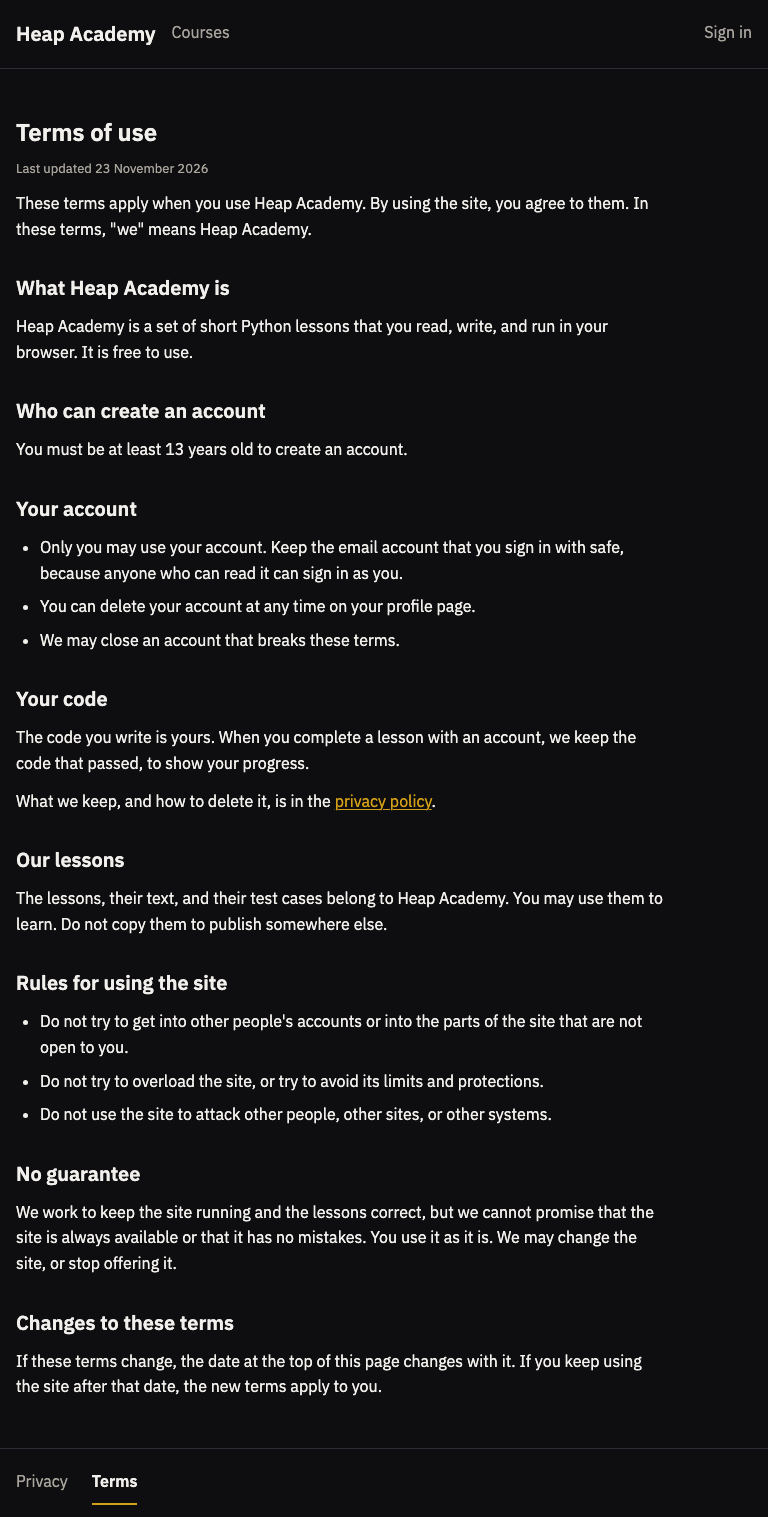 Heap Academy Courses Sign in
Terms of use
Last updated 23 November 2026
These terms apply when you use Heap Academy. By using the site, you agree to them. In
these terms, "we" means Heap Academy.
What Heap Academy is
Heap Academy is a set of short Python lessons that you read, write, and run in your
browser. It is free to use.
Who can create an account
You must be at least 13 years old to create an account.
Your account
• Only you may use your account. Keep the email account that you sign in with safe,
because anyone who can read it can sign in as you.
• You can delete your account at any time on your profile page.
• We may close an account that breaks these terms.
Your code
The code you write is yours. When you complete a lesson with an account, we keep the
code that passed, to show your progress.
What we keep, and how to delete it, is in the privacy policy.
Our lessons
The lessons, their text, and their test cases belong to Heap Academy. You may use them to
learn. Do not copy them to publish somewhere else.
Rules for using the site
• Do not try to get into other people's accounts or into the parts of the site that are not
open to you.
• Do not try to overload the site, or try to avoid its limits and protections.
• Do not use the site to attack other people, other sites, or other systems.
No guarantee
We work to keep the site running and the lessons correct, but we cannot promise that the
site is always available or that it has no mistakes. You use it as it is. We may change the
site, or stop offering it.
Changes to these terms
If these terms change, the date at the top of this page changes with it. If you keep using
the site after that date, the new terms apply to you.
Privacy Terms